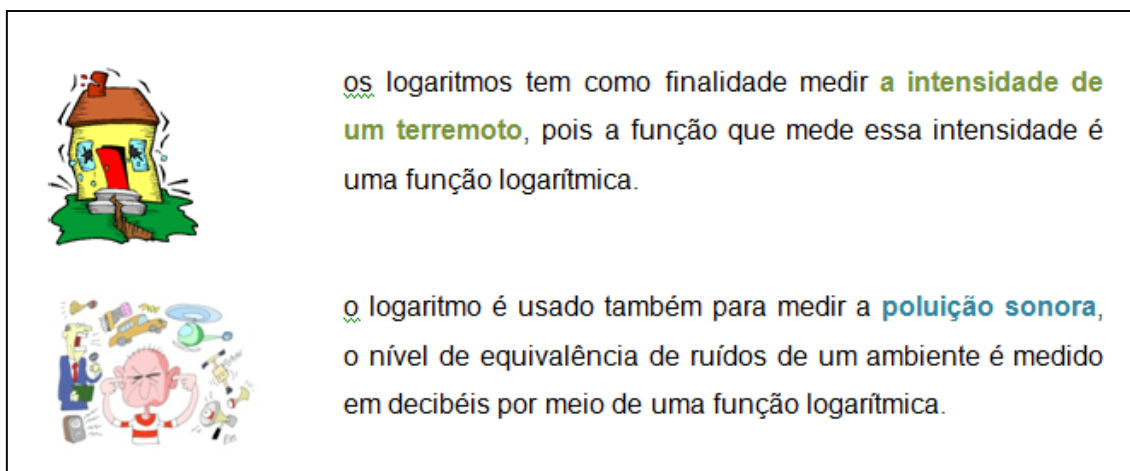 os logaritmos tem como finalidade medir a intensidade de
um terremoto, pois a função que mede essa intensidade é
uma função logarítmica.
o logaritmo é usado também para medir a poluição sonora,
o nível de equivalência de ruídos de um ambiente é medido
em decibéis por meio de uma função logarítmica.